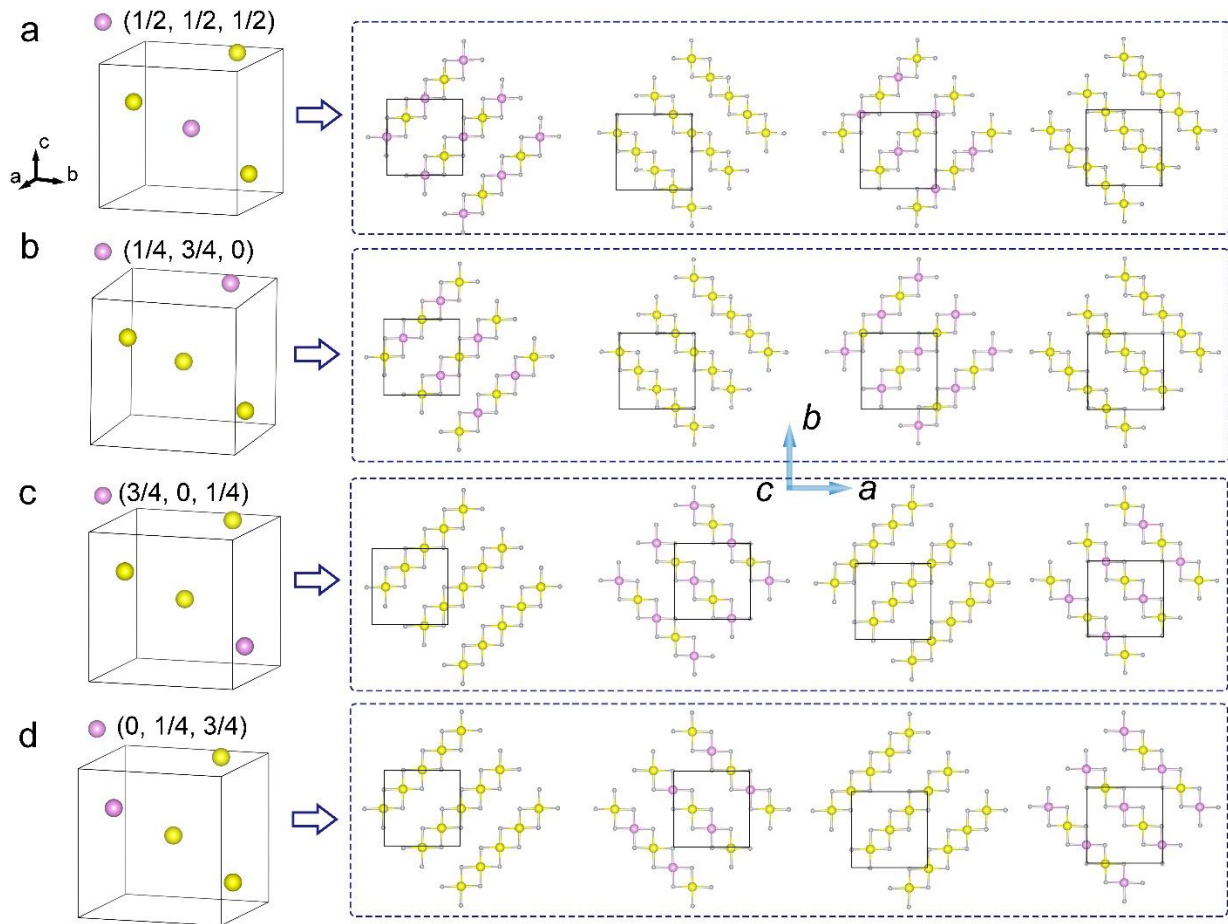 a
(1/2, 1/2, 1/2)
c
a
b
b
(1/4, 3/4, 0)
b
c
a
c
(3/4, 0, 1/4)
d
(0, 1/4, 3/4)